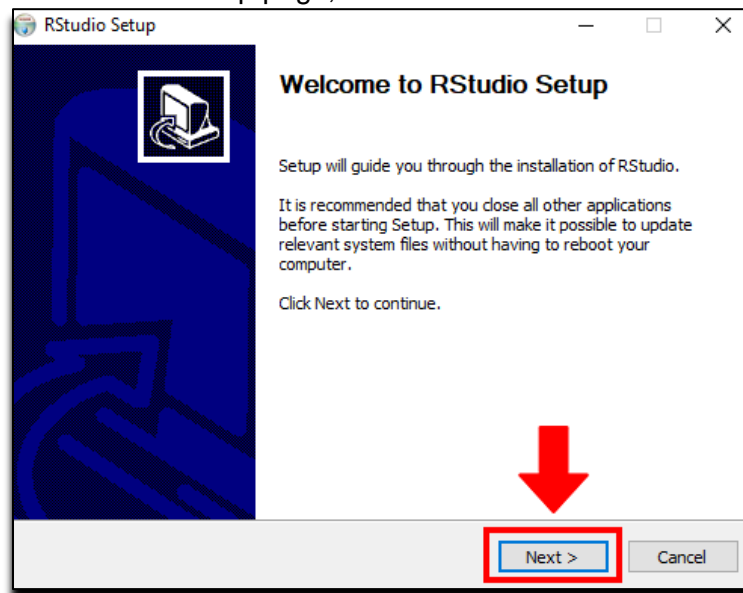 RStudio Setup
Welcome to RStudio Setup
Setup will guide you through the installation of RStudio.
It is recommended that you close all other applications
before starting Setup. This will make it possible to update
relevant system files without having to reboot your
computer.
Click Next to continue.
Next >
Cancel